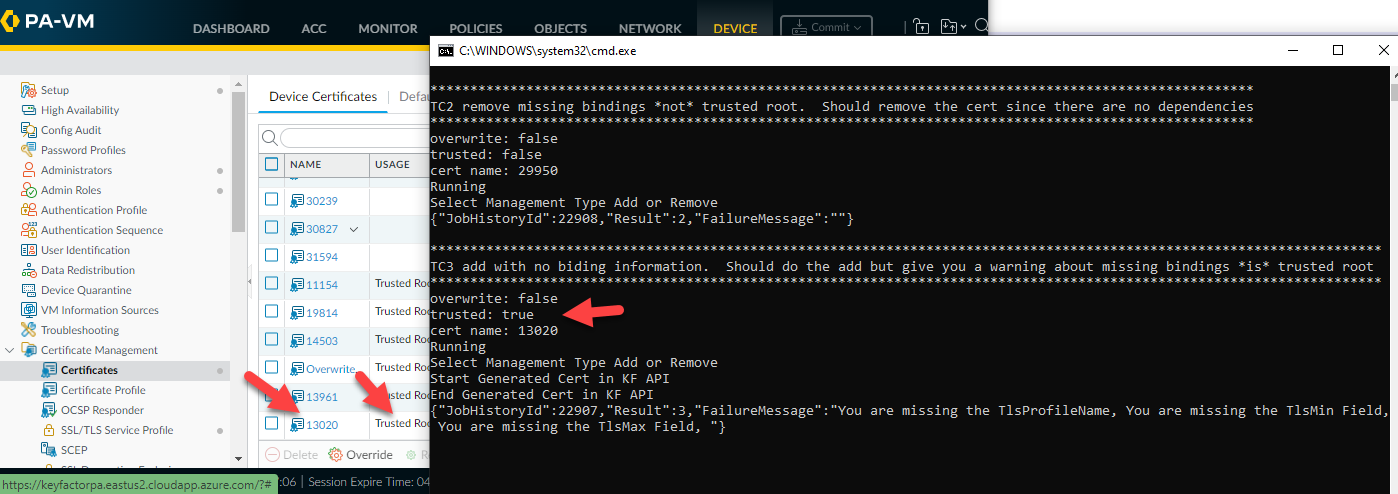 PA-VM
DASHBOARD ACC MONITOR POLICIES OBJECTS NETWORK DEVICE Commit
C:\WINDOWS\system32\cmd.exe
Setup
High Availability
Config Audit
Password Profiles
Administrators
Admin Roles
Authentication Profile
Authentication Sequence
User Identification
Data Redistribution
Device Quarantine
VM Information Sources
Troubleshooting
Certificate Management
Certificates
Certificate Profile
OCSP Responder
SSL/TLS Service Profile
SCEP
Device Certificates
NAME USAGE
30239
30827
31594
11154 Trusted Roo
19814 Trusted Roo
14503 Trusted Roo
Overwrite Trusted Roo
13961
13020 Trusted Roo
Delete Override
https://keyfactorpa.eastus2.cloudapp.azure.com/?# :06 | Session Expire Time: 04
*******************************************************************************************************
TC2 remove missing bindings *not* trusted root.  Should remove the cert since there are no dependencies
*******************************************************************************************************
overwrite: false
trusted: false
cert name: 29950
Running
Select Management Type Add or Remove
{"JobHistoryId":22908,"Result":2,"FailureMessage":""}
***********************************************************************************************************************
TC3 add with no biding information.  Should do the add but give you a warning about missing bindings *is* trusted root
***********************************************************************************************************************
overwrite: false
trusted: true
cert name: 13020
Running
Select Management Type Add or Remove
Start Generated Cert in KF API
End Generated Cert in KF API
{"JobHistoryId":22907,"Result":3,"FailureMessage":"You are missing the TlsProfileName, You are missing the TlsMin Field,
You are missing the TlsMax Field, "}